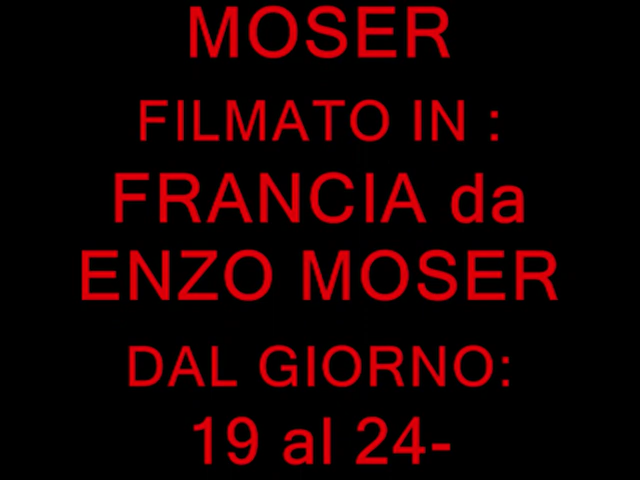 MOSER
FILMATO IN :
FRANCIA da
ENZO MOSER
DAL GIORNO:
19 al 24-